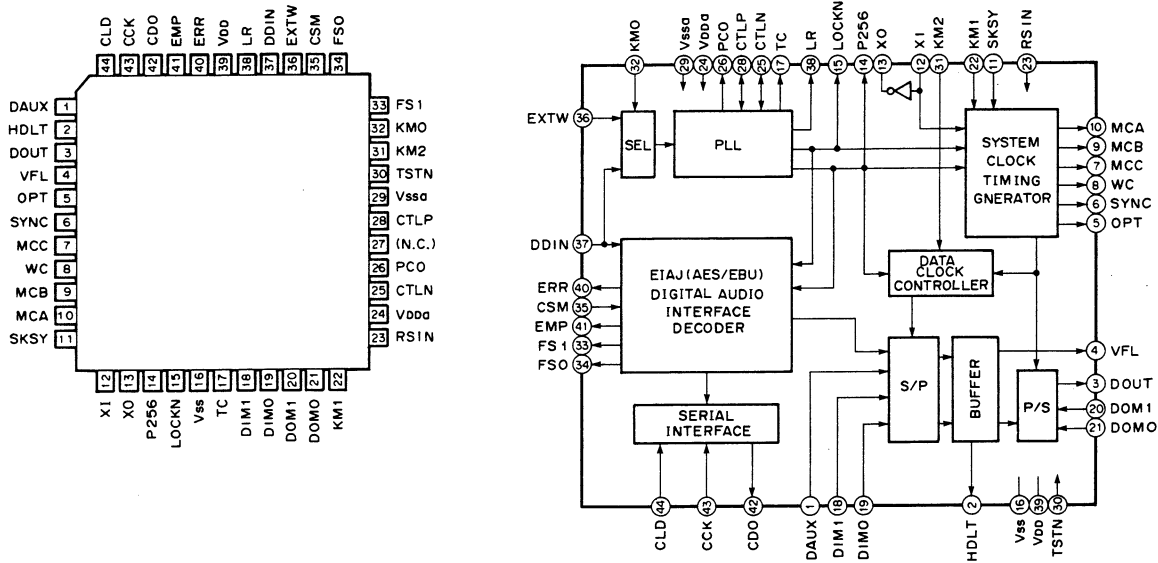 CLD CCK CDO EMP ERR VDD LR DDIN EXTW CSM FSO
44 43 42 41 40 39 38 37 36 35 34
DAUX 1
HDLT 2
DOUT 3
VFL 4
OPT 5
SYNC 6
MCC 7
WC 8
MCB 9
MCA 10
SKSY 11
33 FS1
32 KMO
31 KM2
30 TSTN
29 Vssa
28 CTLP
27 (N.C.)
26 PCO
25 CTLN
24 VDDa
23 RSIN
12 13 14 15 16 17 18 19 20 21 22
XI XO P256 LOCKN Vss TC DIM1 DIMO DOM1 DOMO KM1
KMO Vssa VDDa PCO CTLP CTLN TC LR LOCKN P256 XO XI KM2 KM1 SKSY RSIN
32 29 24 26 28 25 17 38 15 14 13 12 31 22 11 23
EXTW 36
SEL
PLL
SYSTEM
CLOCK
TIMING
GNERATOR
10 MCA
9 MCB
7 MCC
8 WC
6 SYNC
5 OPT
DDIN 37
ERR 40
CSM 35
EMP 41
FS1 33
FSO 34
EIAJ (AES/EBU)
DIGITAL AUDIO
INTERFACE
DECODER
DATA
CLOCK
CONTROLLER
S/P
BUFFER
P/S
4 VFL
3 DOUT
20 DOM1
21 DOMO
SERIAL
INTERFACE
44 43 42 1 18 19 2 16 39 30
CLD CCK CDO DAUX DIM1 DIMO HDLT Vss VDD TSTN